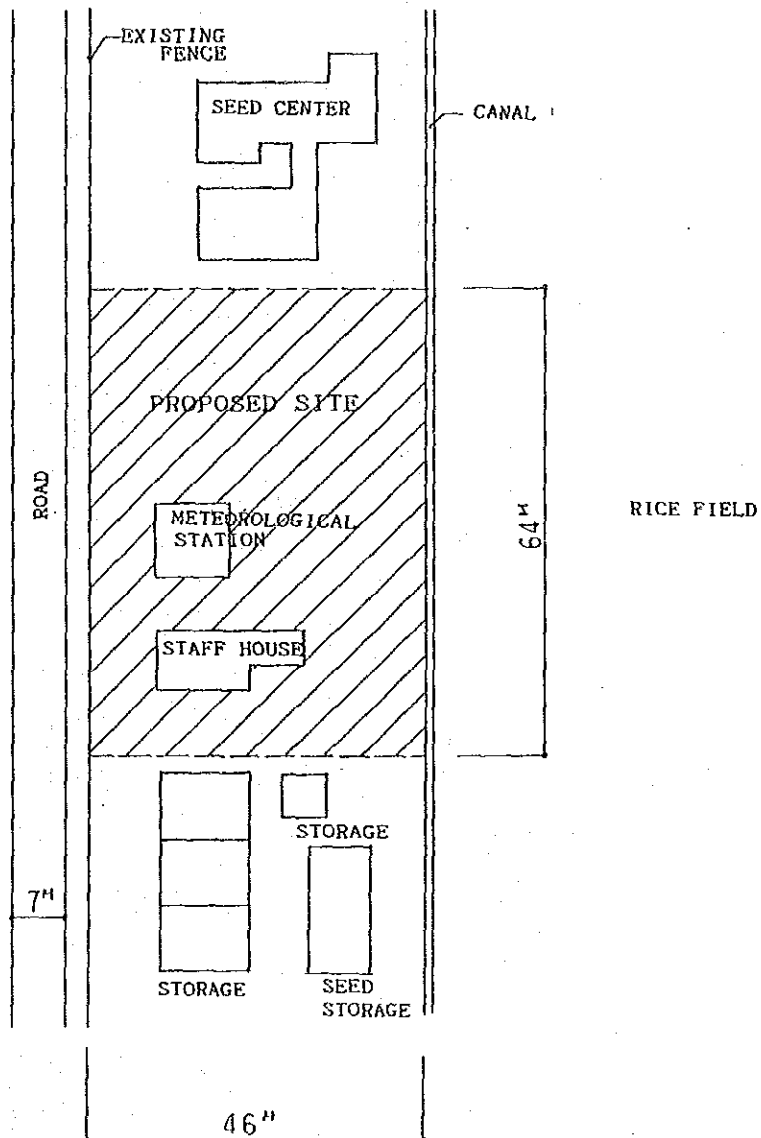 EXISTING
FENCE
SEED CENTER
CANAL
PROPOSED SITE
ROAD
METEOROLOGICAL
STATION
64M
RICE FIELD
STAFF HOUSE
STORAGE
7M
STORAGE
SEED
STORAGE
46M